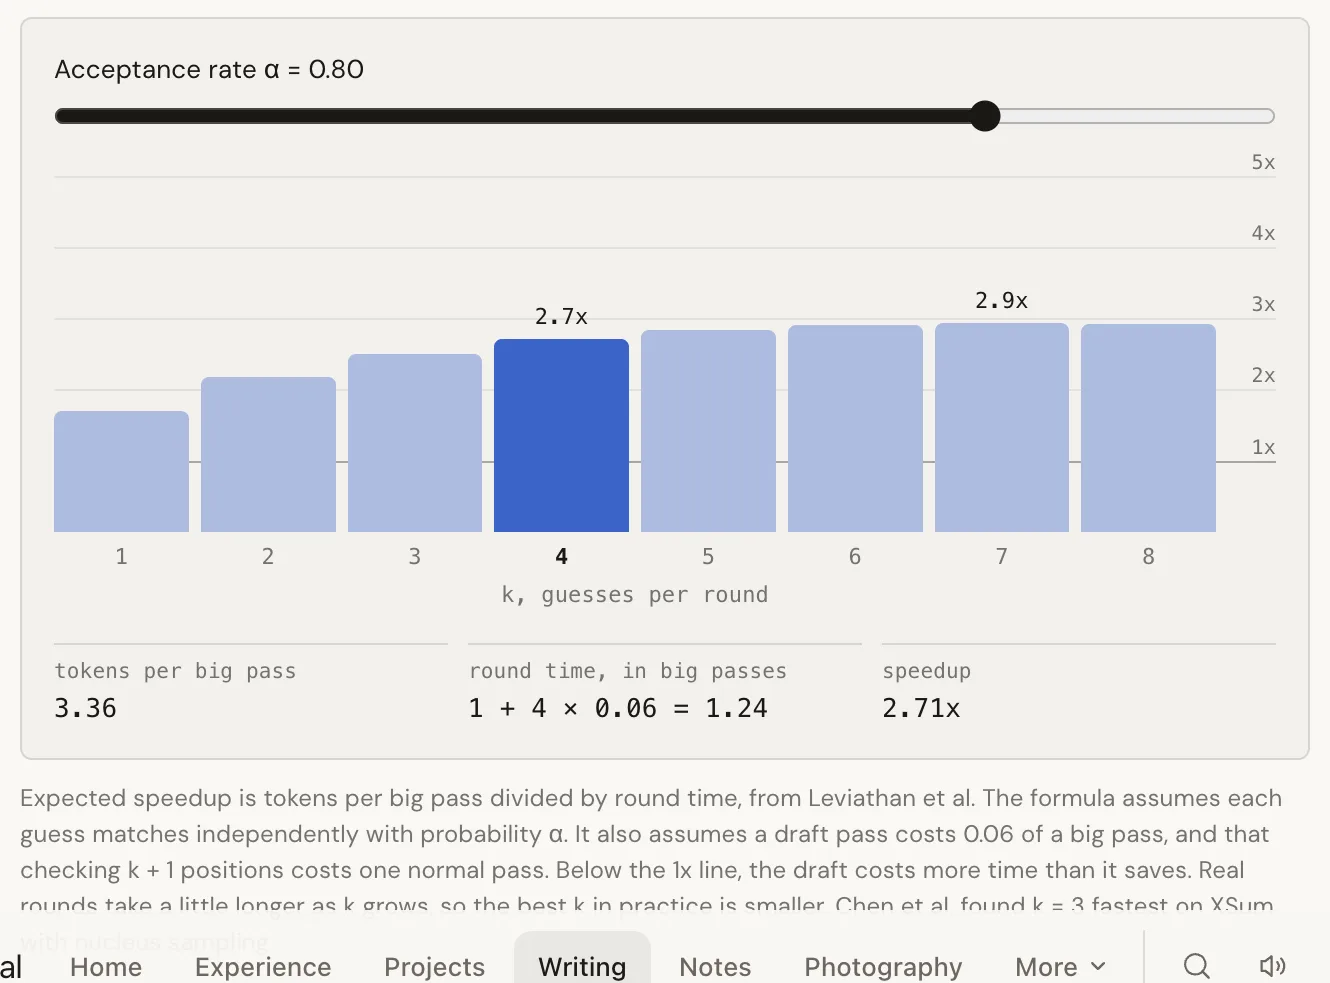 Acceptance rate α = 0.80
5x
4x
3x
2x
1x
2.7x
2.9x
1 2 3 4 5 6 7 8
k, guesses per round
tokens per big pass
3.36
round time, in big passes
1 + 4 × 0.06 = 1.24
speedup
2.71x
Expected speedup is tokens per big pass divided by round time, from Leviathan et al. The formula assumes each
guess matches independently with probability α. It also assumes a draft pass costs 0.06 of a big pass, and that
checking k + 1 positions costs one normal pass. Below the 1x line, the draft costs more time than it saves. Real
rounds take a little longer as k grows, so the best k in practice is smaller. Chen et al. found k = 3 fastest on XSum
with nucleus sampling
al Home Experience Projects Writing Notes Photography More